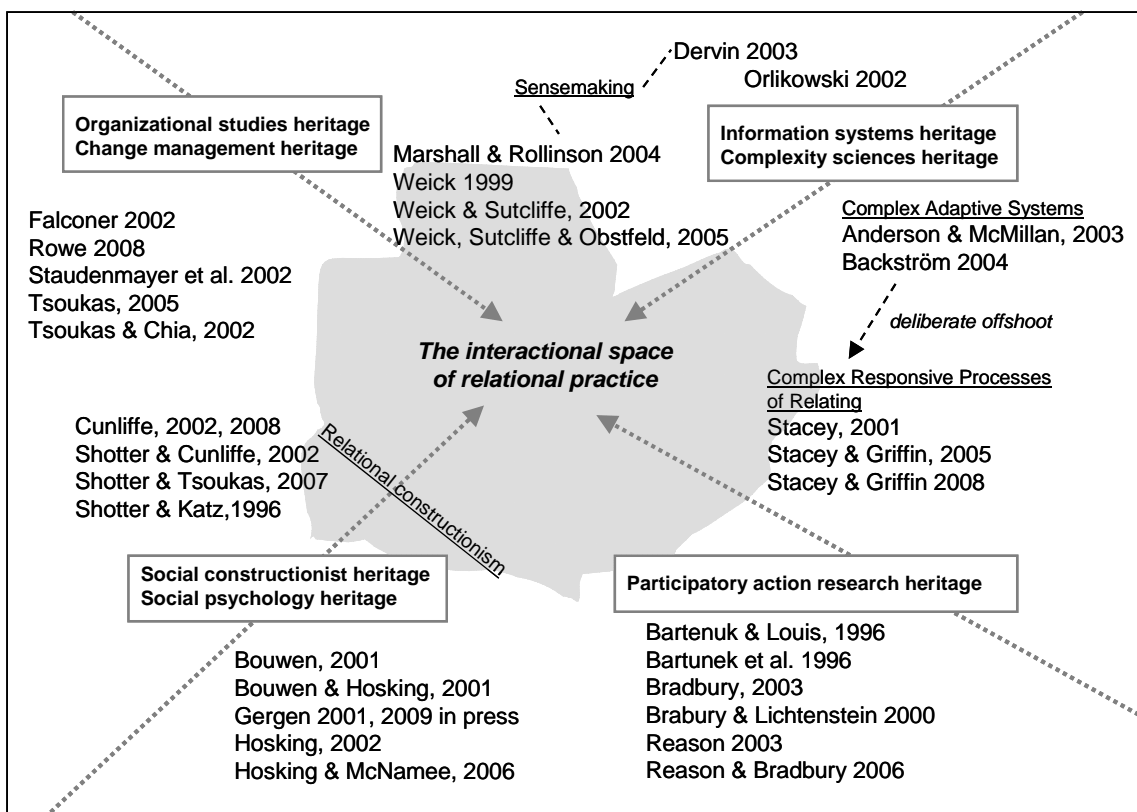 Dervin 2003
Orlikowski 2002
Sensemaking
Organizational studies heritage
Change management heritage
Information systems heritage
Complexity sciences heritage
Marshall & Rollinson 2004
Weick 1999
Weick & Sutcliffe, 2002
Weick, Sutcliffe & Obstfeld, 2005
Falconer 2002
Rowe 2008
Staudenmayer et al. 2002
Tsoukas, 2005
Tsoukas & Chia, 2002
Complex Adaptive Systems
Anderson & McMillan, 2003
Backström 2004
deliberate offshoot
The interactional space
of relational practice
Complex Responsive Processes
of Relating
Stacey, 2001
Stacey & Griffin, 2005
Stacey & Griffin 2008
Cunliffe, 2002, 2008
Shotter & Cunliffe, 2002
Shotter & Tsoukas, 2007
Shotter & Katz,1996
Relational constructionism
Social constructionist heritage
Social psychology heritage
Participatory action research heritage
Bouwen, 2001
Bouwen & Hosking, 2001
Gergen 2001, 2009 in press
Hosking, 2002
Hosking & McNamee, 2006
Bartenuk & Louis, 1996
Bartunek et al. 1996
Bradbury, 2003
Brabury & Lichtenstein 2000
Reason 2003
Reason & Bradbury 2006